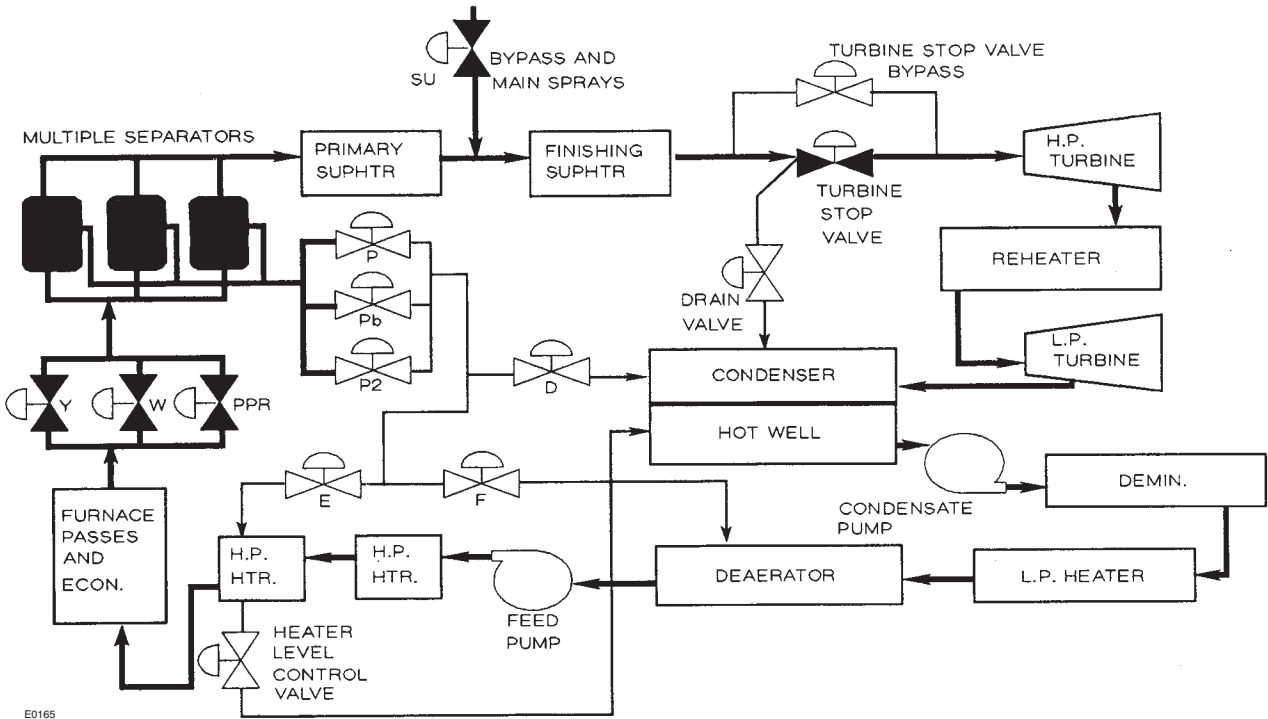 SU
BYPASS AND
MAIN SPRAYS
TURBINE STOP VALVE
BYPASS
MULTIPLE SEPARATORS
PRIMARY
SUPHTR
FINISHING
SUPHTR
TURBINE
STOP
VALVE
H.P.
TURBINE
REHEATER
P
Pb
P2
DRAIN
VALVE
L.P.
TURBINE
D
CONDENSER
HOT WELL
Y
W
PPR
E
F
CONDENSATE
PUMP
DEMIN.
FURNACE
PASSES
AND
ECON.
H.P.
HTR.
H.P.
HTR.
FEED
PUMP
DEAERATOR
L.P. HEATER
HEATER
LEVEL
CONTROL
VALVE
E0165